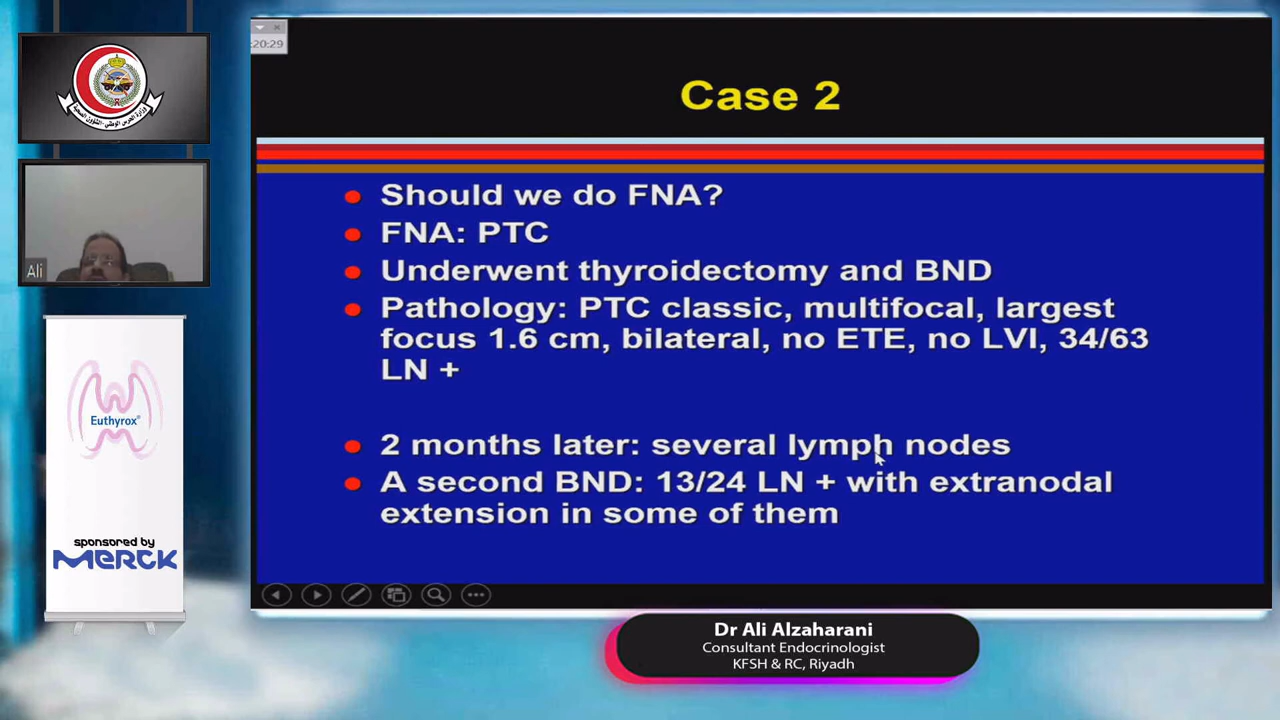 :20:29
Case 2
Should we do FNA?
FNA: PTC
Underwent thyroidectomy and BND
Pathology: PTC classic, multifocal, largest
focus 1.6 cm, bilateral, no ETE, no LVI, 34/63
LN +
2 months later: several lymph nodes
A second BND: 13/24 LN + with extranodal
extension in some of them
Ali
Euthyrox®
sponsored by
MERCK
Dr Ali Alzaharani
Consultant Endocrinologist
KFSH & RC, Riyadh